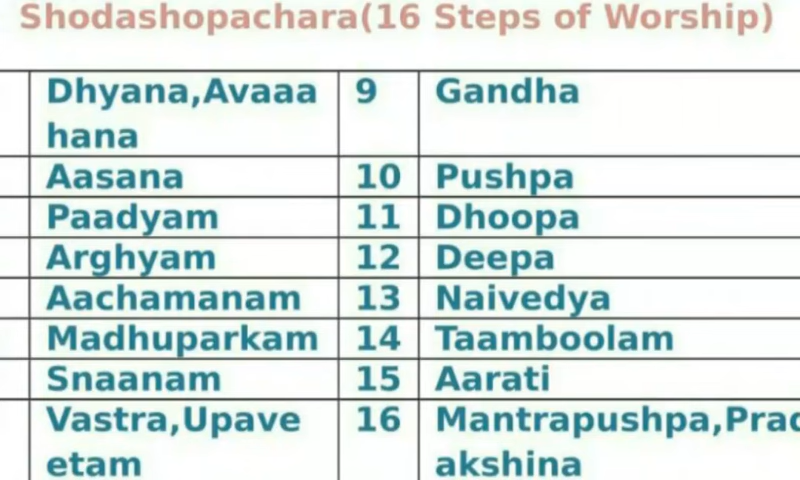 Shodashopachara(16 Steps of Worship)
Dhyana,Avaaa 9 Gandha
hana
Aasana 10 Pushpa
Paadyam 11 Dhoopa
Arghyam 12 Deepa
Aachamanam 13 Naivedya
Madhuparkam 14 Taamboolam
Snaanam 15 Aarati
Vastra,Upave 16 Mantrapushpa,Prad
etam akshina